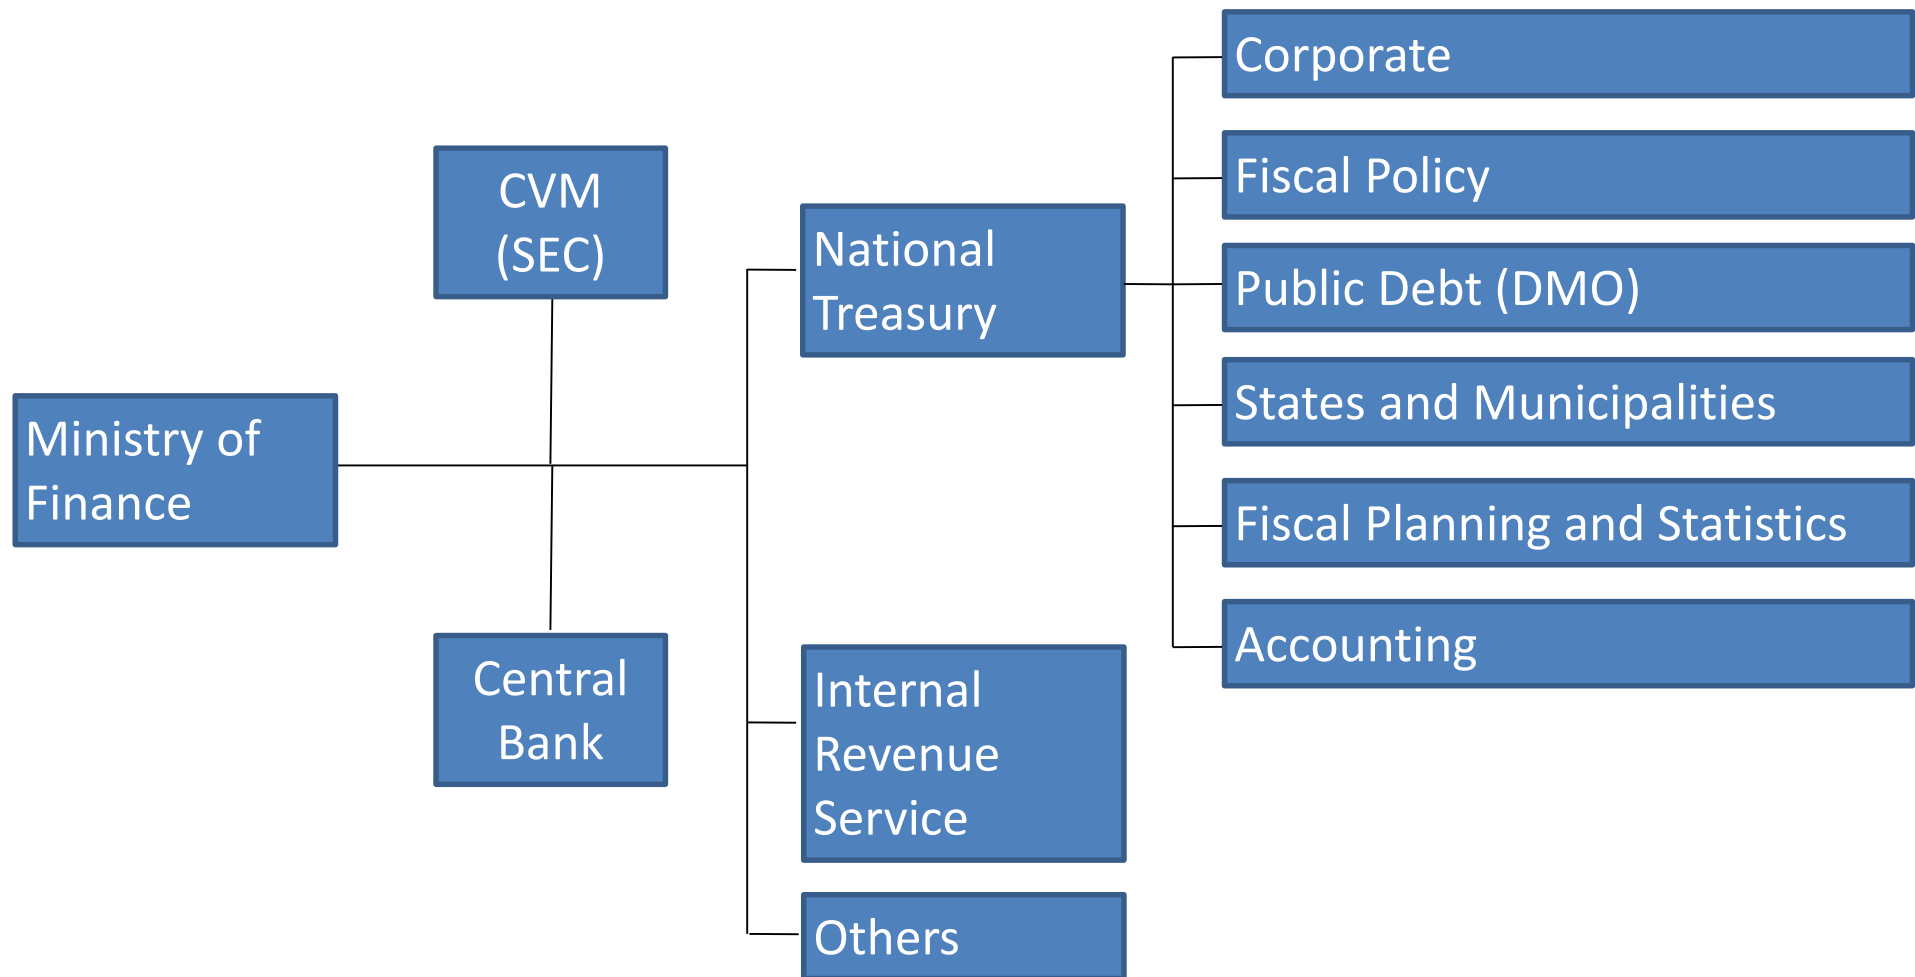 Ministry of
Finance
CVM
(SEC)
Central
Bank
National
Treasury
Internal
Revenue
Service
Others
Corporate
Fiscal Policy
Public Debt (DMO)
States and Municipalities
Fiscal Planning and Statistics
Accounting